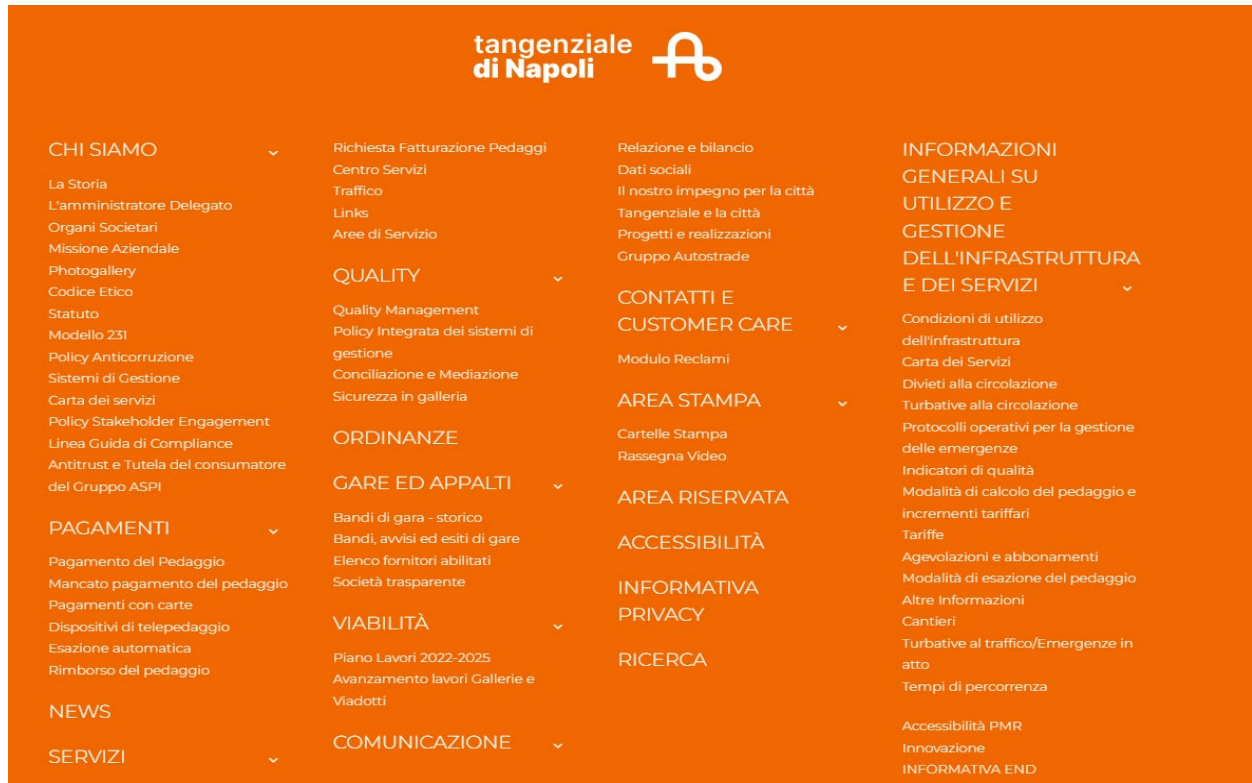 tangenziale
di Napoli
CHI SIAMO
La Storia
L'amministratore Delegato
Organi Societari
Missione Aziendale
Photogallery
Codice Etico
Statuto
Modello 231
Policy Anticorruzione
Sistemi di Gestione
Carta dei servizi
Policy Stakeholder Engagement
Linea Guida di Compliance
Antitrust e Tutela del consumatore
del Gruppo ASPI
PAGAMENTI
Pagamento del Pedaggio
Mancato pagamento del pedaggio
Pagamenti con carte
Dispositivi di telepedaggio
Esazione automatica
Rimborso del pedaggio
NEWS
SERVIZI
Richiesta Fatturazione Pedaggi
Centro Servizi
Traffico
Links
Aree di Servizio
QUALITY
Quality Management
Policy Integrata dei sistemi di
gestione
Conciliazione e Mediazione
Sicurezza in galleria
ORDINANZE
GARE ED APPALTI
Bandi di gara - storico
Bandi, avvisi ed esiti di gare
Elenco fornitori abilitati
Società trasparente
VIABILITÀ
Piano Lavori 2022-2025
Avanzamento lavori Gallerie e
Viadotti
COMUNICAZIONE
Relazione e bilancio
Dati sociali
Il nostro impegno per la città
Tangenziale e la città
Progetti e realizzazioni
Gruppo Autostrade
CONTATTI E
CUSTOMER CARE
Modulo Reclami
AREA STAMPA
Cartelle Stampa
Rassegna Video
AREA RISERVATA
ACCESSIBILITÀ
INFORMATIVA
PRIVACY
RICERCA
INFORMAZIONI
GENERALI SU
UTILIZZO E
GESTIONE
DELL'INFRASTRUTTURA
E DEI SERVIZI
Condizioni di utilizzo
dell'infrastruttura
Carta dei Servizi
Divieti alla circolazione
Turbative alla circolazione
Protocolli operativi per la gestione
delle emergenze
Indicatori di qualità
Modalità di calcolo del pedaggio e
incrementi tariffari
Tariffe
Agevolazioni e abbonamenti
Modalità di esazione del pedaggio
Altre Informazioni
Cantieri
Turbative al traffico/Emergenze in
atto
Tempi di percorrenza
Accessibilità PMR
Innovazione
INFORMATIVA END